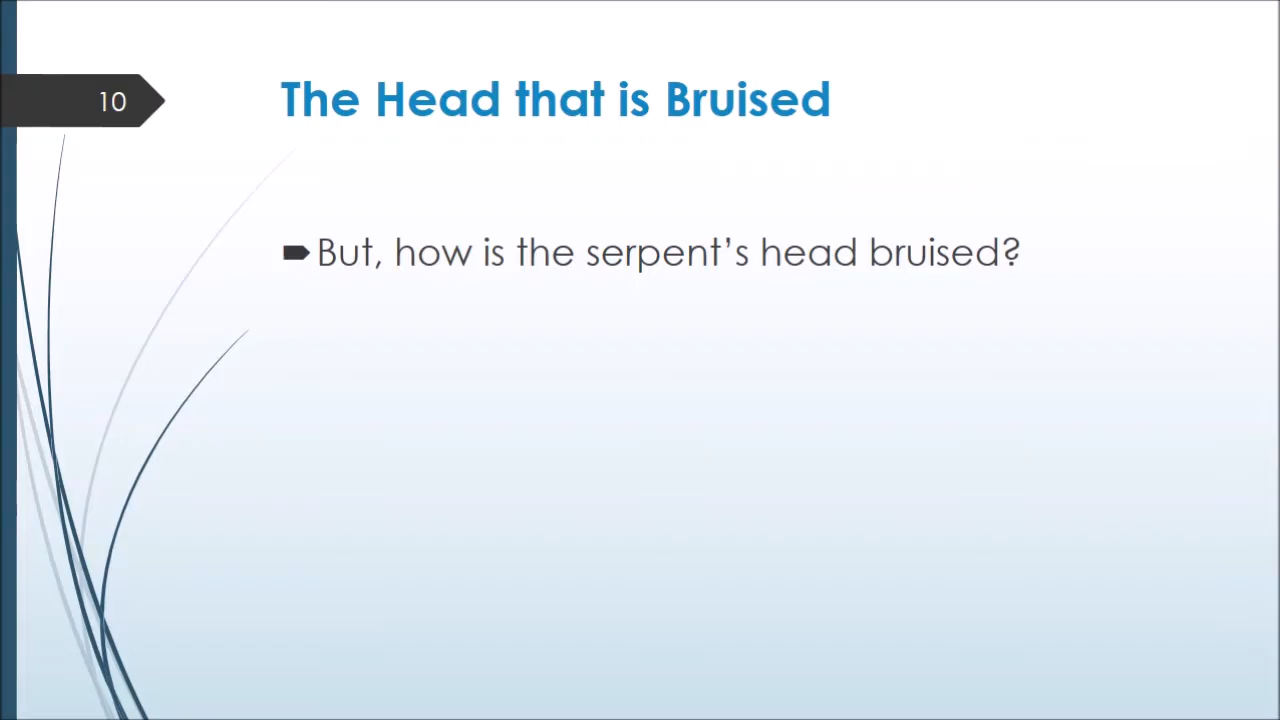 10
The Head that is Bruised
But, how is the serpent’s head bruised?